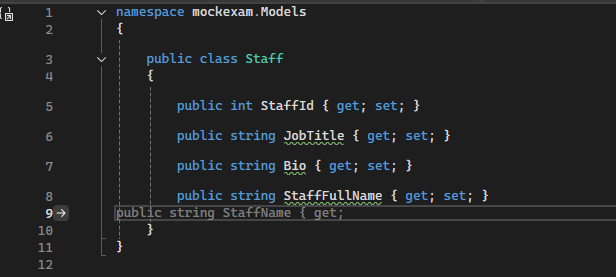 1 namespace mockexam.Models
2 {
3 public class Staff
4 {
5 public int StaffId { get; set; }
6 public string JobTitle { get; set; }
7 public string Bio { get; set; }
8 public string StaffFullName { get; set; }
9 public string StaffName { get;
10 }
11 }
12